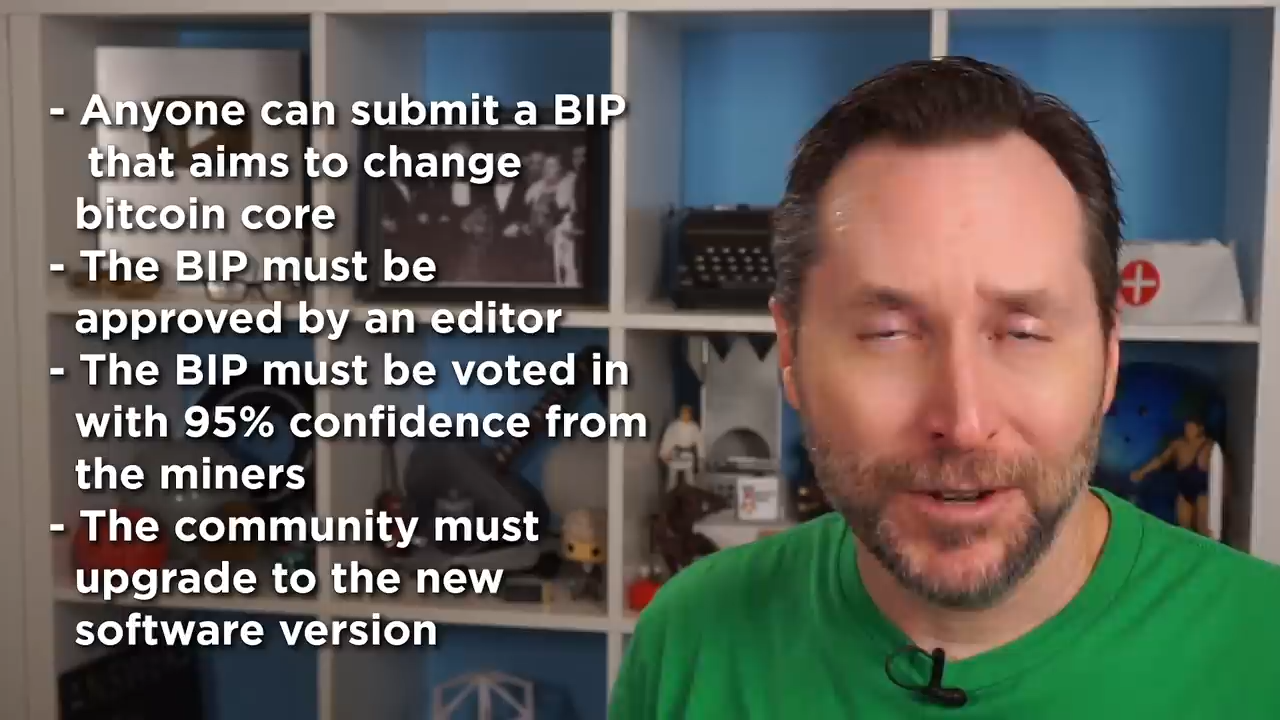 - Anyone can submit a BIP
that aims to change
bitcoin core
- The BIP must be
approved by an editor
- The BIP must be voted in
with 95% confidence from
the miners
- The community must
upgrade to the new
software version